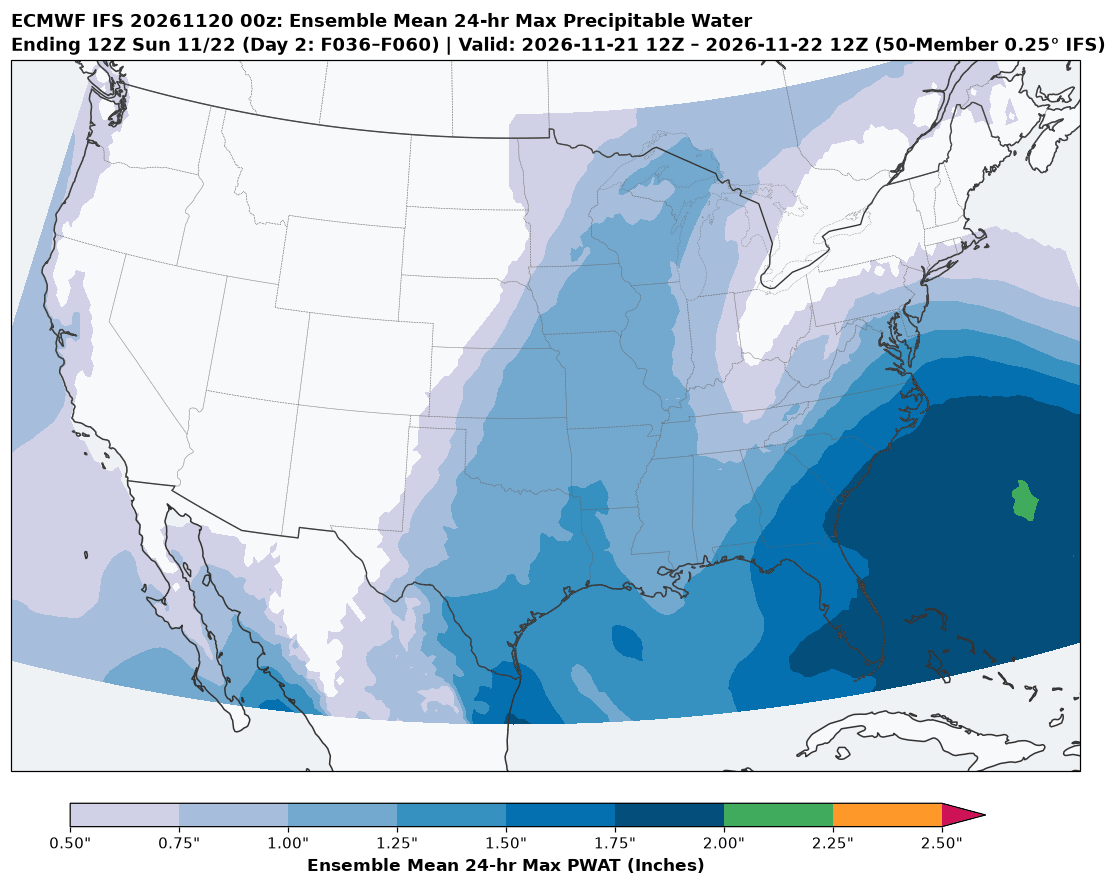 ECMWF IFS 20261120 00z: Ensemble Mean 24-hr Max Precipitable Water
Ending 12Z Sun 11/22 (Day 2: F036–F060) | Valid: 2026-11-21 12Z – 2026-11-22 12Z (50-Member 0.25° IFS)
0.50" 0.75" 1.00" 1.25" 1.50" 1.75" 2.00" 2.25" 2.50"
Ensemble Mean 24-hr Max PWAT (Inches)